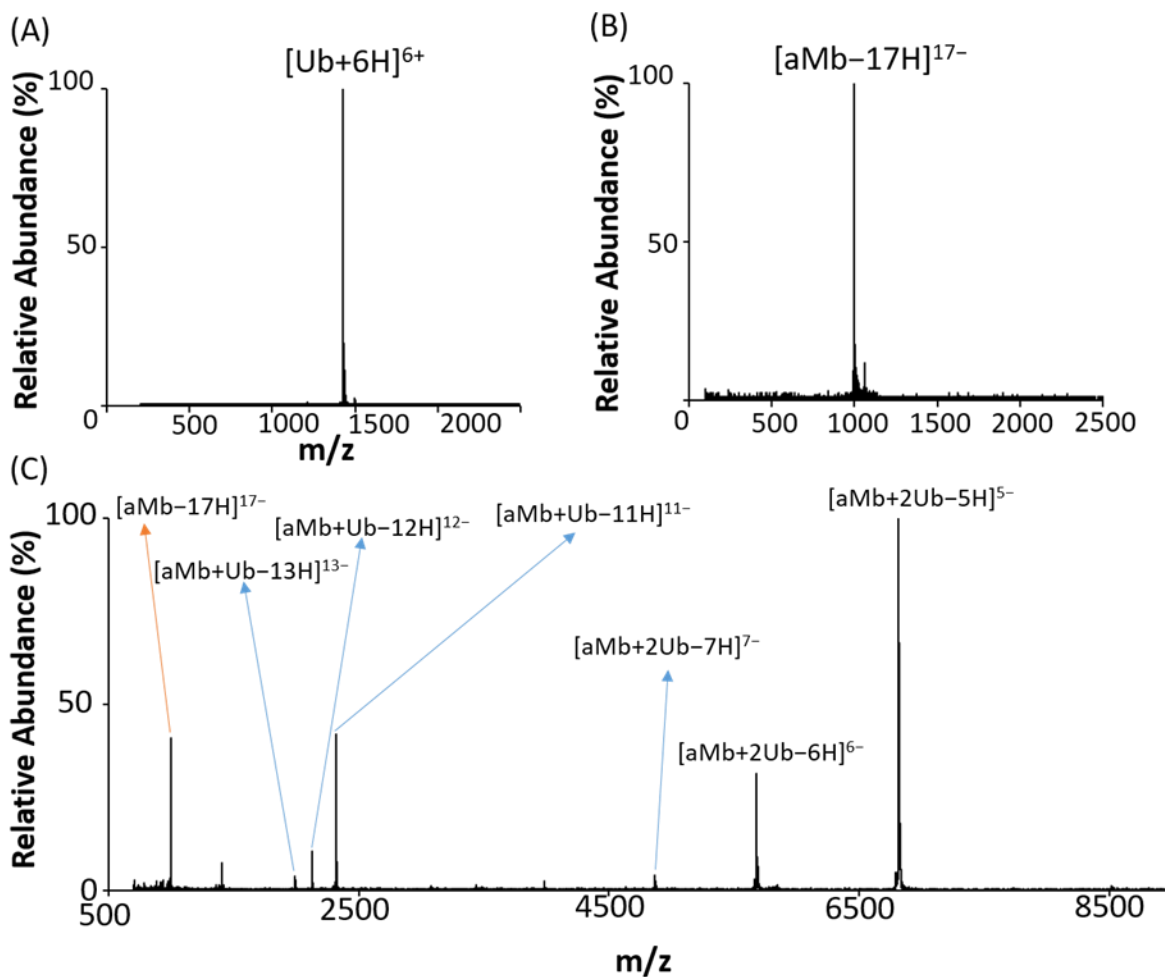 (A)
[Ub+6H]⁶⁺
Relative Abundance (%)
100
50
0
500
1000
1500
2000
m/z
(B)
[aMb−17H]¹⁷⁻
Relative Abundance (%)
100
50
0
500
1000
1500
2000
2500
(C)
[aMb−17H]¹⁷⁻
[aMb+Ub−13H]¹³⁻
[aMb+Ub−12H]¹²⁻
[aMb+Ub−11H]¹¹⁻
[aMb+2Ub−7H]⁷⁻
[aMb+2Ub−6H]⁶⁻
[aMb+2Ub−5H]⁵⁻
Relative Abundance (%)
100
50
0
500
2500
4500
6500
8500
m/z